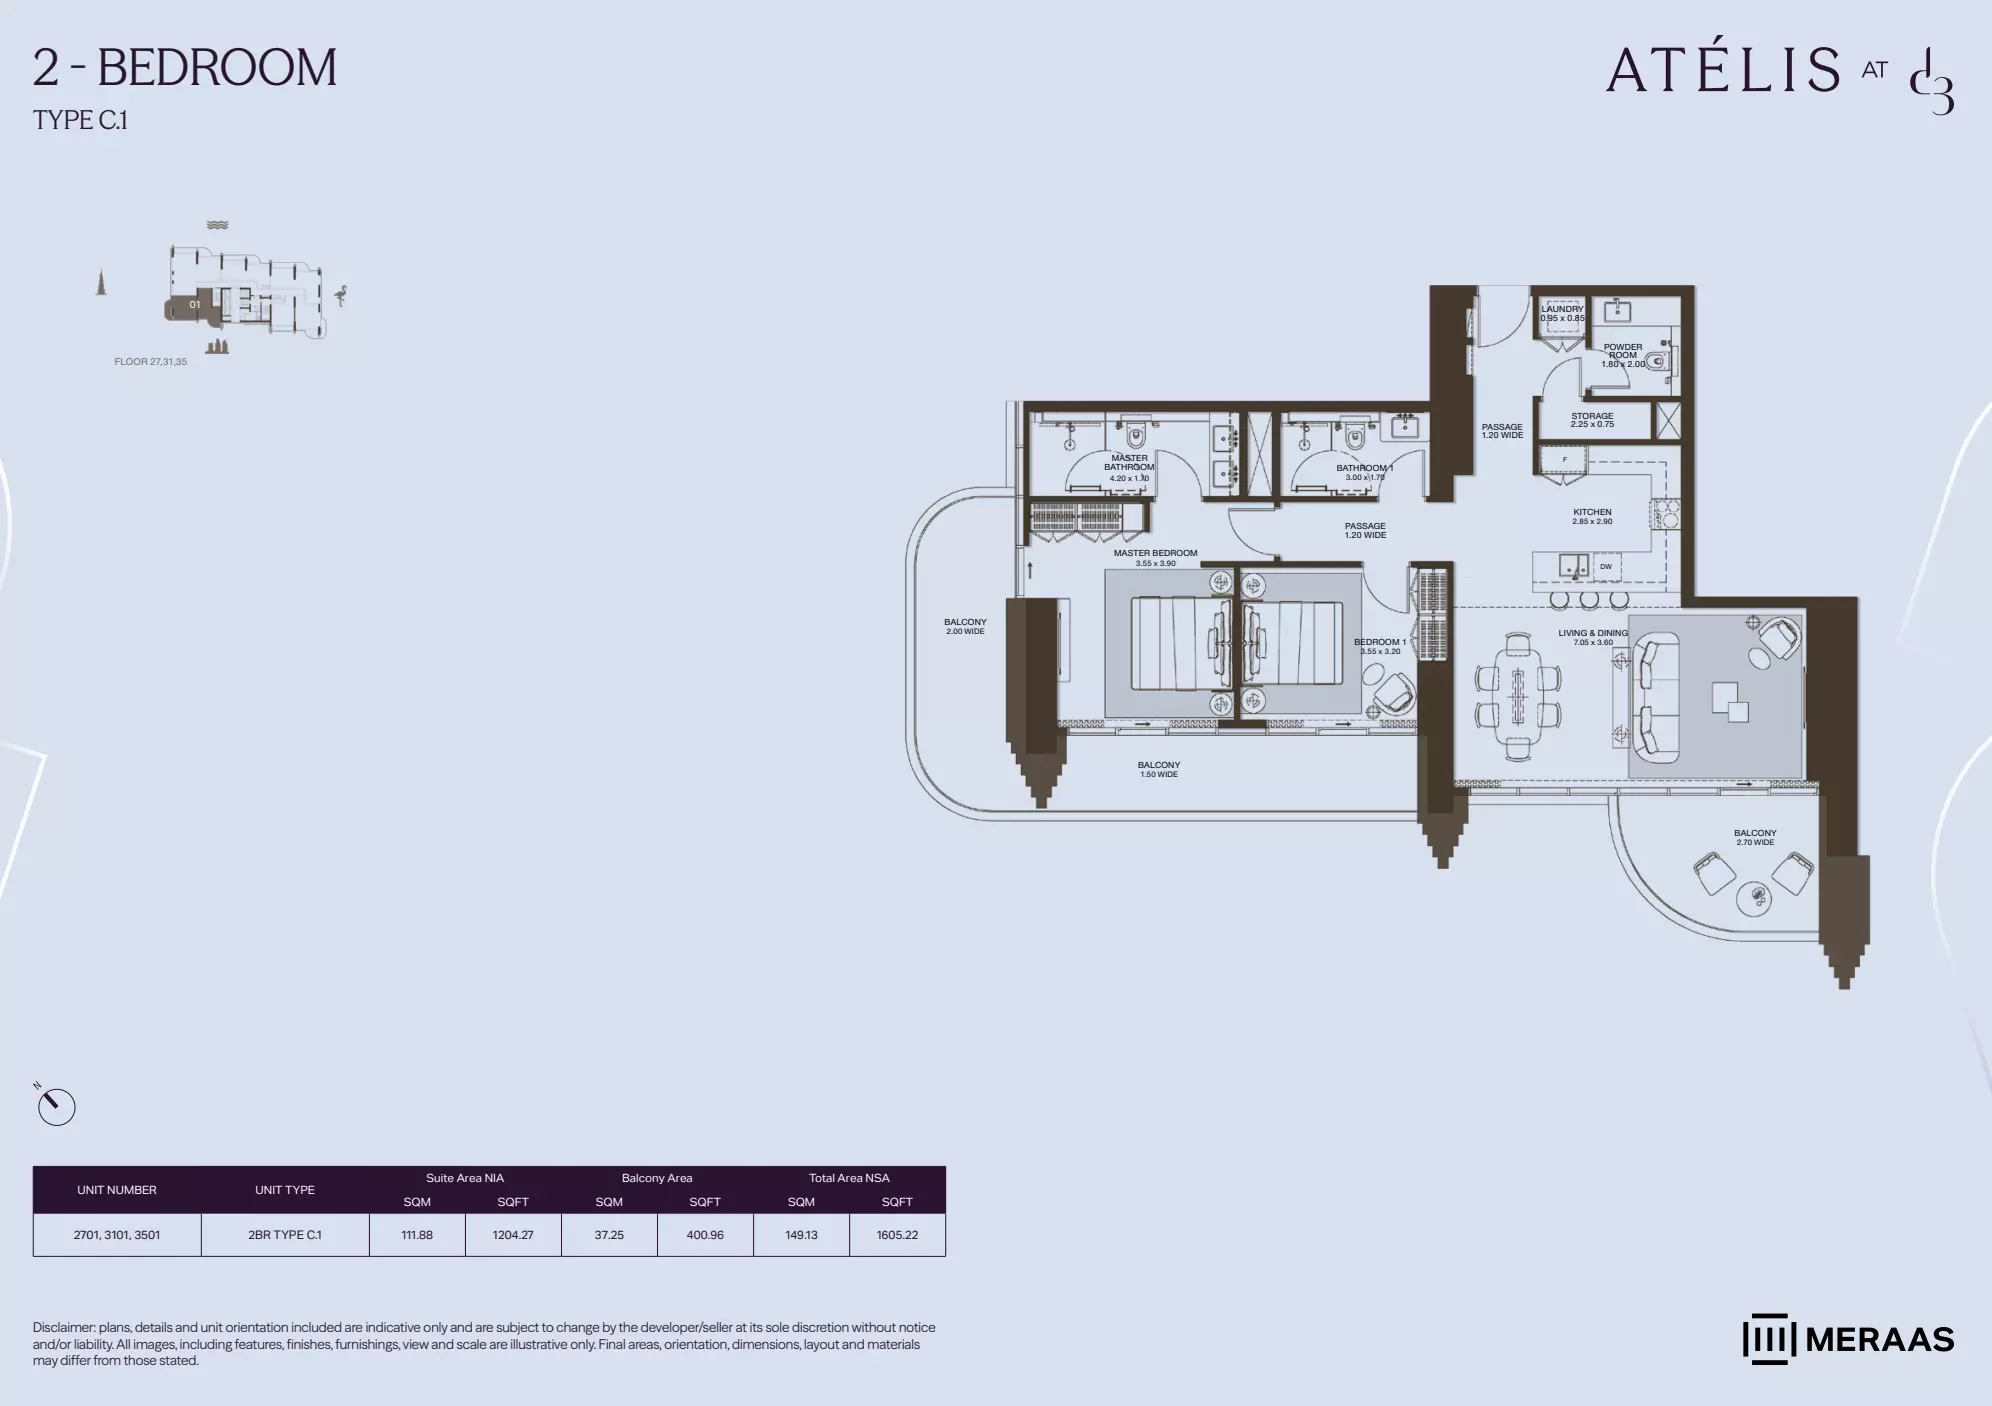 2 - BEDROOM
TYPE C.1
ATÉLIS AT d3
01
FLOOR 27,31,35
LAUNDRY
0.95 x 0.85
POWDER
ROOM
1.80 x 2.00
STORAGE
2.25 x 0.75
PASSAGE
1.20 WIDE
MASTER
BATHROOM
4.20 x 1.70
BATHROOM 1
3.00 x 1.70
F
KITCHEN
2.85 x 2.90
PASSAGE
1.20 WIDE
MASTER BEDROOM
3.55 x 3.90
DW
BALCONY
2.00 WIDE
BEDROOM 1
3.55 x 3.20
LIVING & DINING
7.05 x 3.60
BALCONY
1.50 WIDE
BALCONY
2.70 WIDE
N
UNIT NUMBER UNIT TYPE Suite Area NIA Balcony Area Total Area NSA
SQM SQFT SQM SQFT SQM SQFT
2701, 3101, 3501 2BR TYPE C.1 111.88 1204.27 37.25 400.96 149.13 1605.22
Disclaimer: plans, details and unit orientation included are indicative only and are subject to change by the developer/seller at its sole discretion without notice
and/or liability. All images, including features, finishes, furnishings, view and scale are illustrative only. Final areas, orientation, dimensions, layout and materials
may differ from those stated.
MERAAS